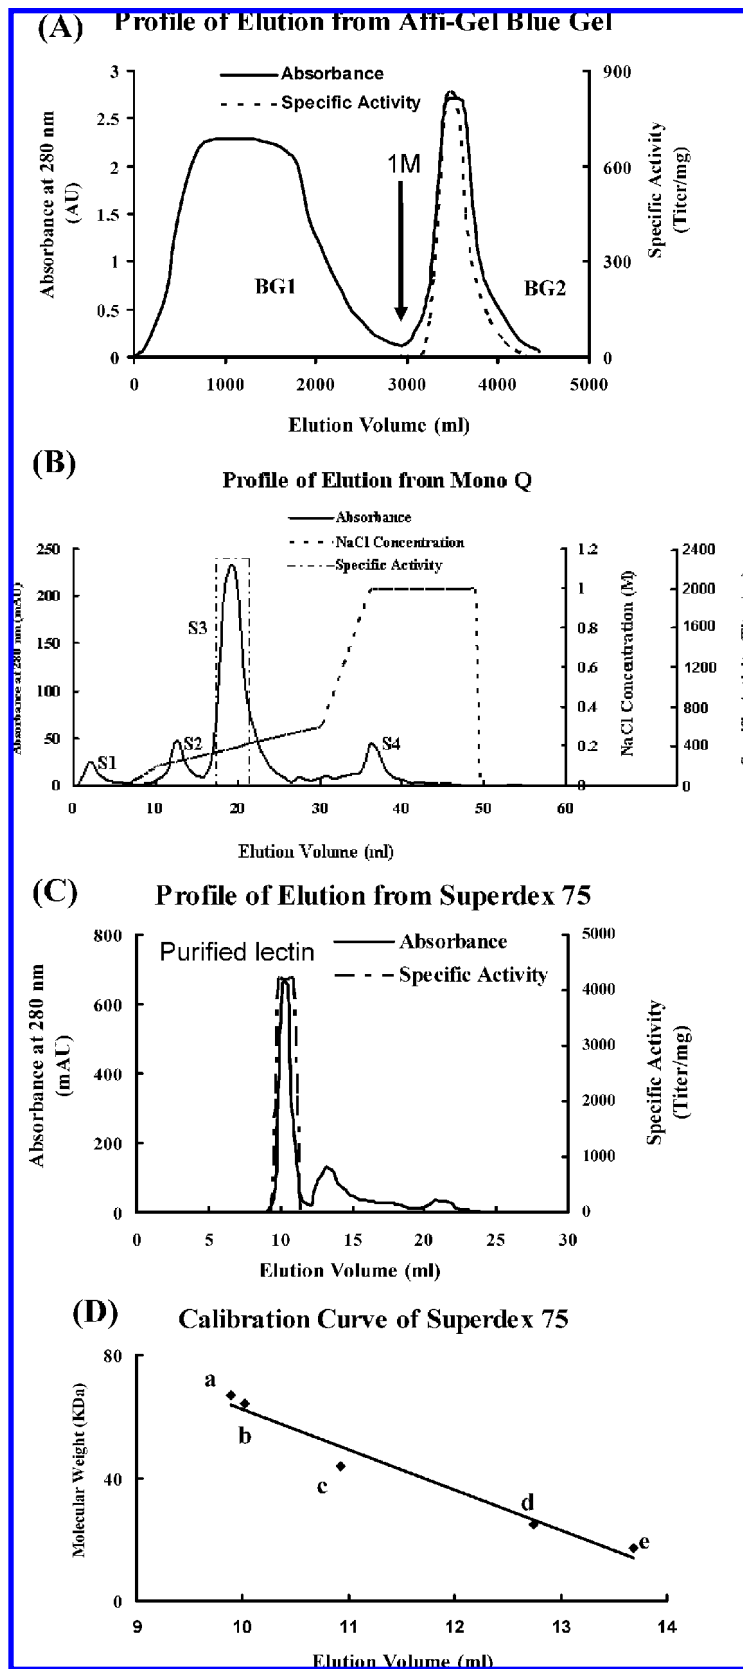 (A) Profile of Elution from Affi-Gel Blue Gel
Absorbance
Specific Activity
Absorbance at 280 nm
(AU)
3
2.5
2
1.5
1
0.5
0
1M
BG1
BG2
900
600
300
0
Specific Activity
(Titer/mg)
0 1000 2000 3000 4000 5000
Elution Volume (ml)
(B)
Profile of Elution from Mono Q
Absorbance
NaCl Concentration
Specific Activity
Absorbance at 280 nm (mAU)
250
200
150
100
50
0
S1
S2
S3
S4
1.2
1
0.8
0.6
0.4
0.2
0
NaCl Concentration (M)
2400
2000
1600
1200
800
400
0
0 10 20 30 40 50 60
Elution Volume (ml)
(C) Profile of Elution from Superdex 75
Purified lectin
Absorbance
Specific Activity
Absorbance at 280 nm
(mAU)
800
600
400
200
0
5000
4000
3000
2000
1000
0
Specific Activity
(Titer/mg)
0 5 10 15 20 25 30
Elution Volume (ml)
(D) Calibration Curve of Superdex 75
Molecular Weight (KDa)
80
40
0
a
b
c
d
e
9 10 11 12 13 14
Elution Volume (ml)